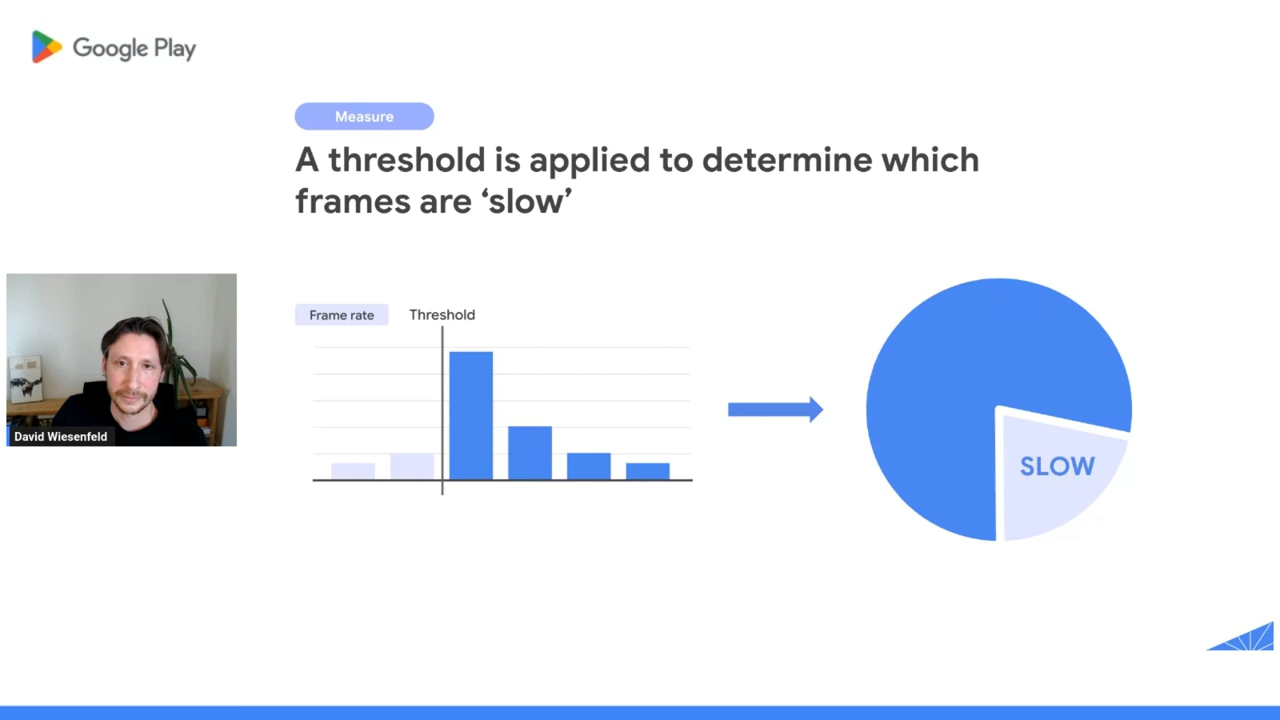 Google Play
Measure
A threshold is applied to determine which
frames are ‘slow’
Frame rate
Threshold
SLOW
David Wiesenfeld